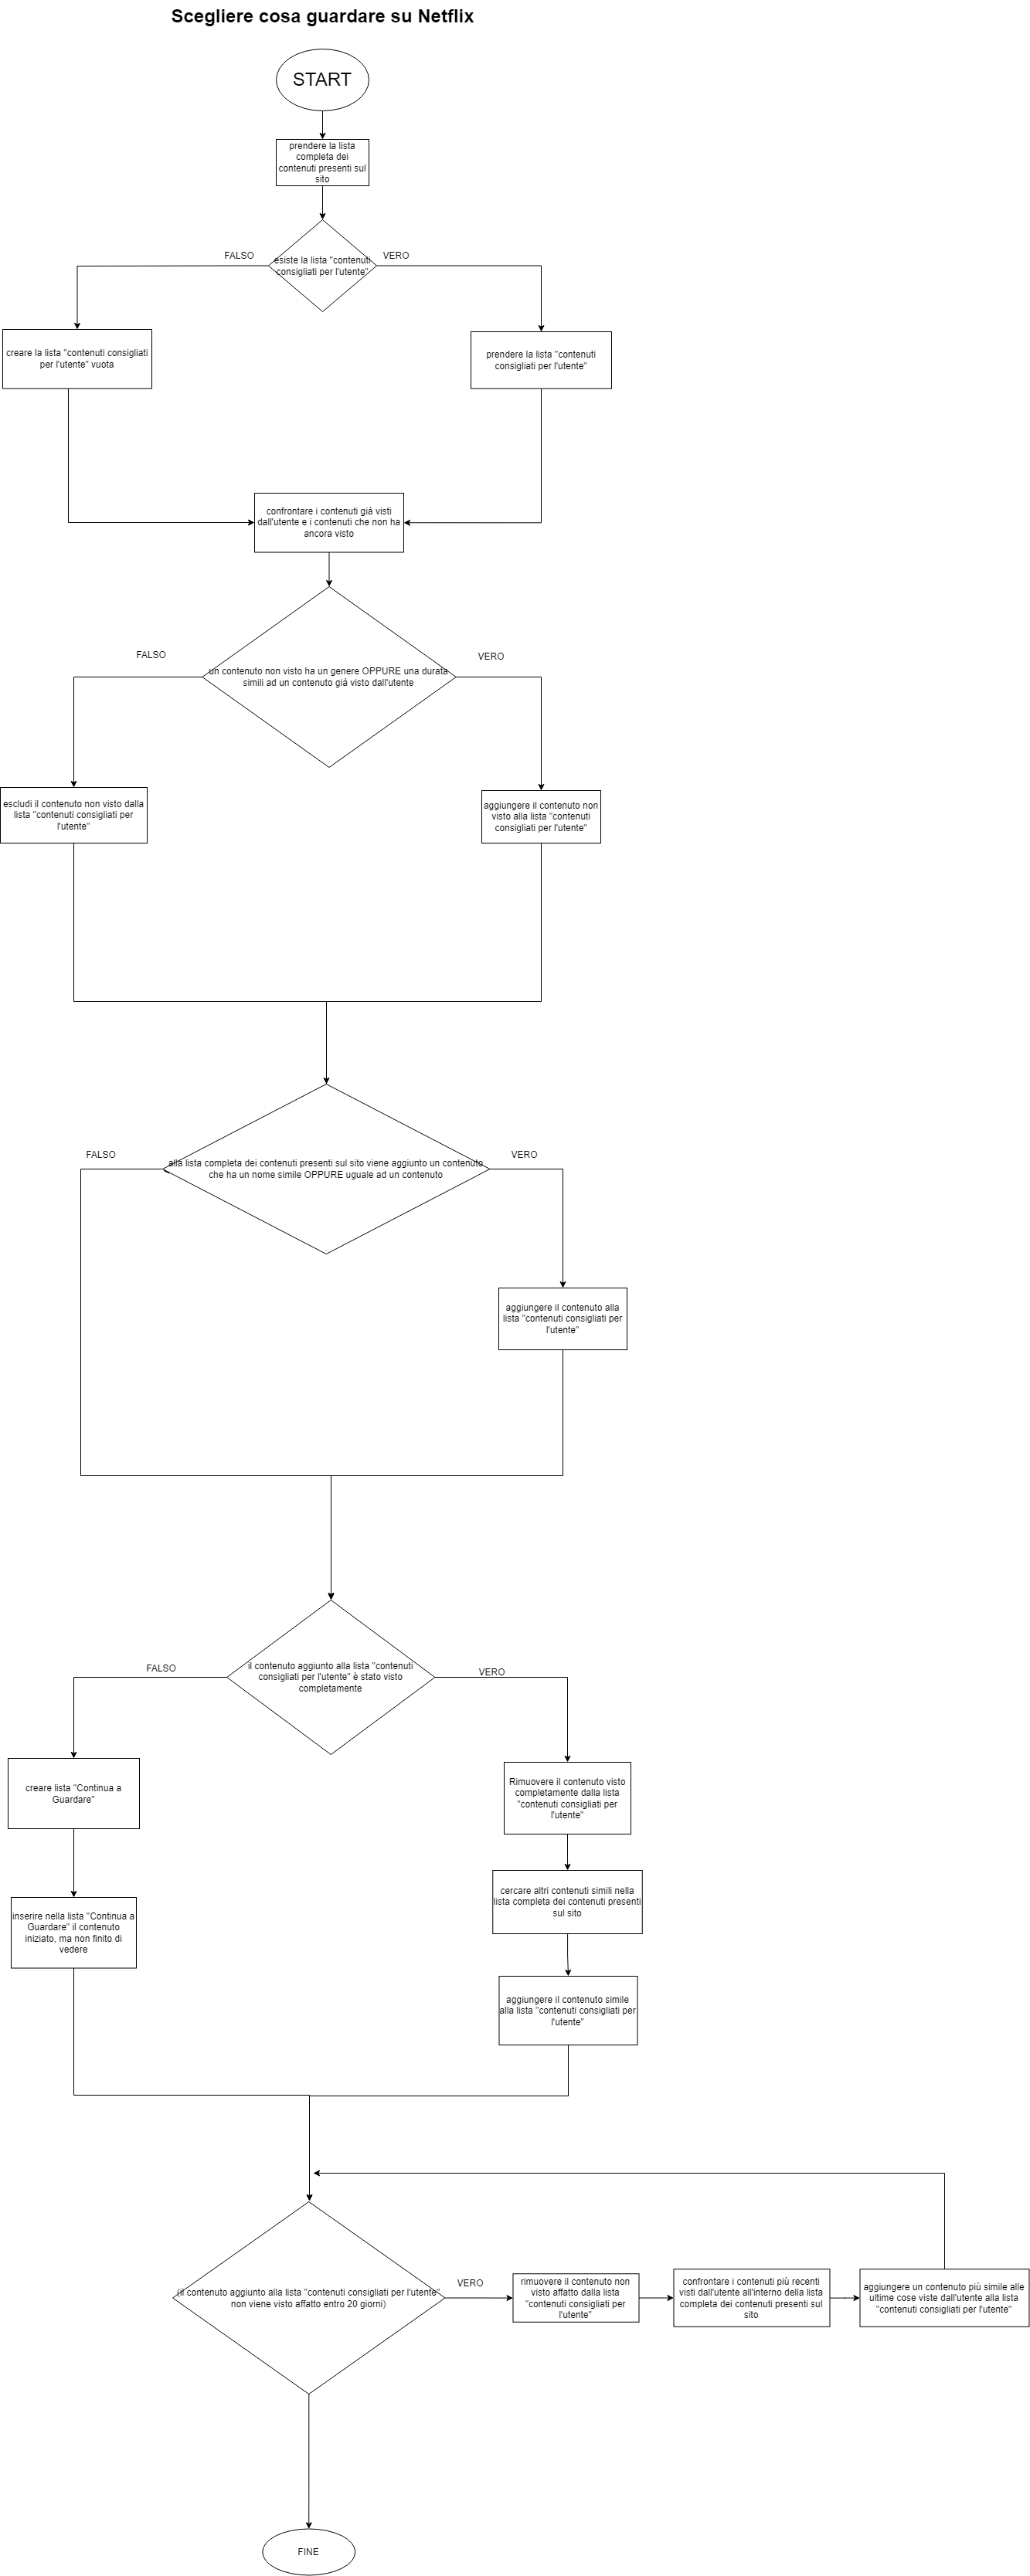 Scegliere cosa guardare su Netflix
START
prendere la lista
completa dei
contenuti presenti sul
sito
esiste la lista "contenuti
consigliati per l'utente"
FALSO
VERO
creare la lista "contenuti consigliati
per l'utente" vuota
prendere la lista "contenuti
consigliati per l'utente"
confrontare i contenuti già visti
dall'utente e i contenuti che non ha
ancora visto
un contenuto non visto ha un genere OPPURE una durata
simili ad un contenuto già visto dall'utente
FALSO
VERO
escludi il contenuto non visto dalla
lista "contenuti consigliati per
l'utente"
aggiungere il contenuto non
visto alla lista "contenuti
consigliati per l'utente"
alla lista completa dei contenuti presenti sul sito viene aggiunto un contenuto
che ha un nome simile OPPURE uguale ad un contenuto
FALSO
VERO
aggiungere il contenuto alla
lista "contenuti consigliati per
l'utente"
il contenuto aggiunto alla lista "contenuti
consigliati per l'utente" è stato visto
completamente
FALSO
VERO
creare lista "Continua a
Guardare"
inserire nella lista "Continua a
Guardare" il contenuto
iniziato, ma non finito di
vedere
Rimuovere il contenuto visto
completamente dalla lista
"contenuti consigliati per
l'utente"
cercare altri contenuti simili nella
lista completa dei contenuti presenti
sul sito
aggiungere il contenuto simile
alla lista "contenuti consigliati per
l'utente"
(il contenuto aggiunto alla lista "contenuti consigliati per l'utente"
non viene visto affatto entro 20 giorni)
VERO
rimuovere il contenuto non
visto affatto dalla lista
"contenuti consigliati per
l'utente"
confrontare i contenuti più recenti
visti dall'utente all'interno della lista
completa dei contenuti presenti sul
sito
aggiungere un contenuto più simile alle
ultime cose viste dall'utente alla lista
"contenuti consigliati per l'utente"
FINE